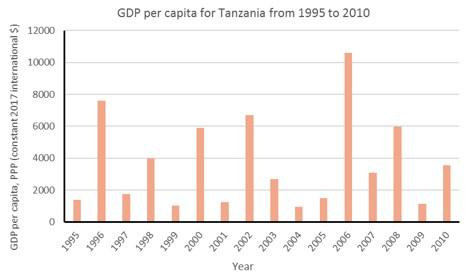 GDP per capita for Tanzania from 1995 to 2010
GDP per capita, PPP (constant 2017 international $)
12000
10000
8000
6000
4000
2000
0
1995 1996 1997 1998 1999 2000 2001 2002 2003 2004 2005 2006 2007 2008 2009 2010
Year